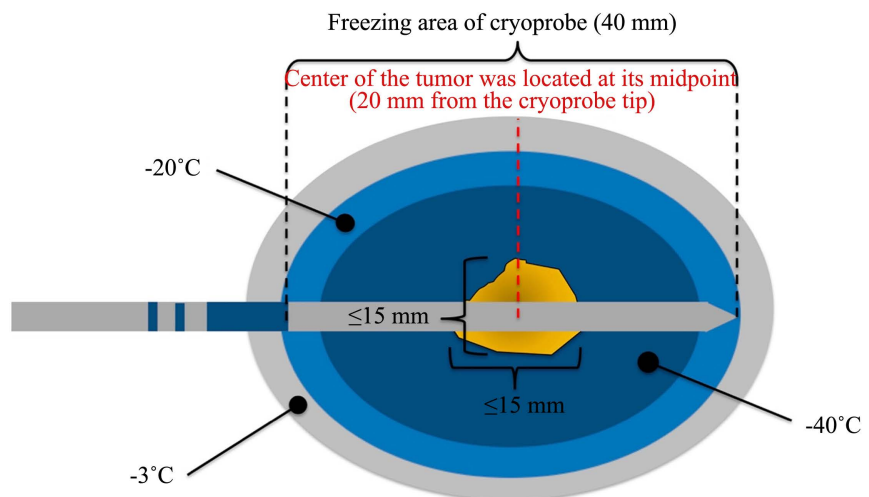 Freezing area of cryoprobe (40 mm)
Center of the tumor was located at its midpoint
(20 mm from the cryoprobe tip)
-20˚C
≤15 mm
≤15 mm
-40˚C
-3˚C